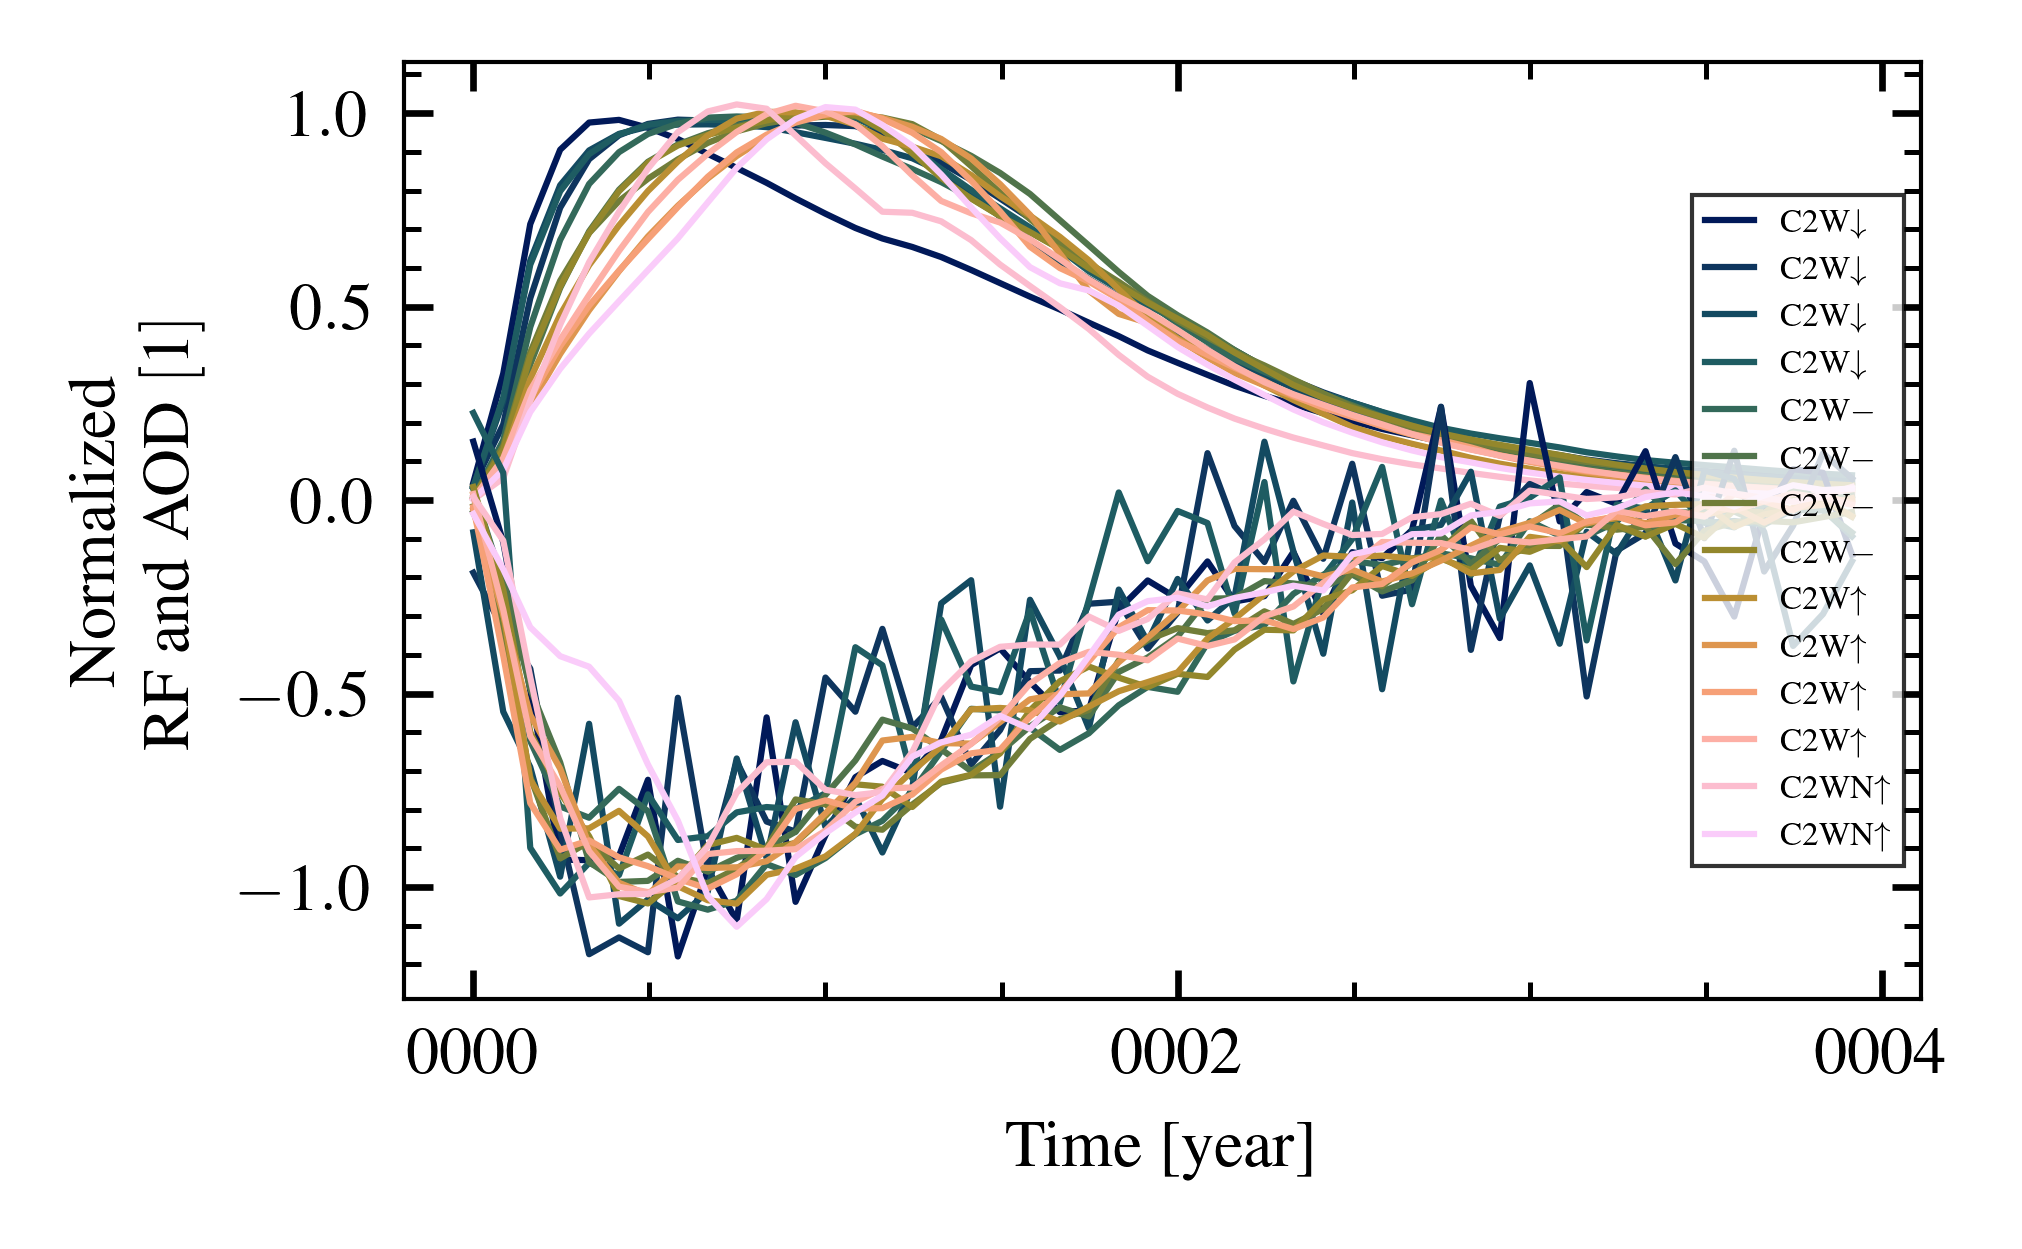 Normalized
RF and AOD [1]
1.0
0.5
0.0
−0.5
−1.0
C2W↓
C2W↓
C2W↓
C2W↓
C2W−
C2W−
C2W−
C2W−
C2W↑
C2W↑
C2W↑
C2W↑
C2WN↑
C2WN↑
0000
0002
0004
Time [year]